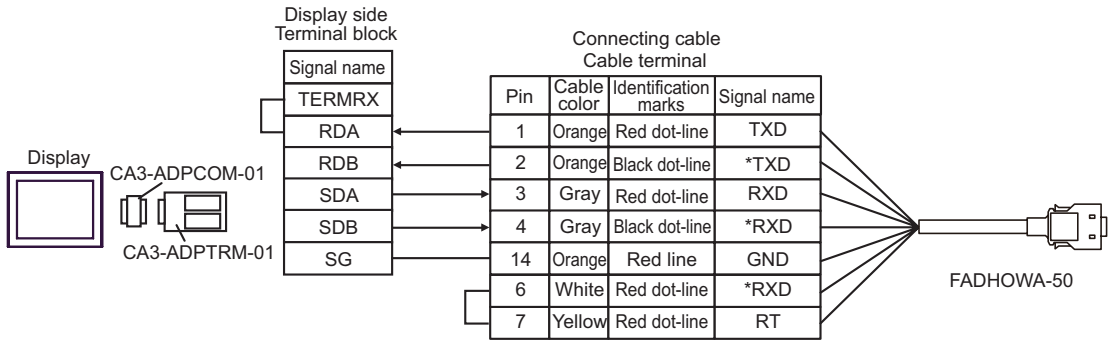 Display side
Terminal block
Signal name
TERMRX
RDA
RDB
SDA
SDB
SG
Display
CA3-ADPCOM-01
CA3-ADPTRM-01
Connecting cable
Cable terminal
Pin Cable color Identification marks Signal name
1 Orange Red dot-line TXD
2 Orange Black dot-line *TXD
3 Gray Red dot-line RXD
4 Gray Black dot-line *RXD
14 Orange Red line GND
6 White Red dot-line *RXD
7 Yellow Red dot-line RT
FADHOWA-50